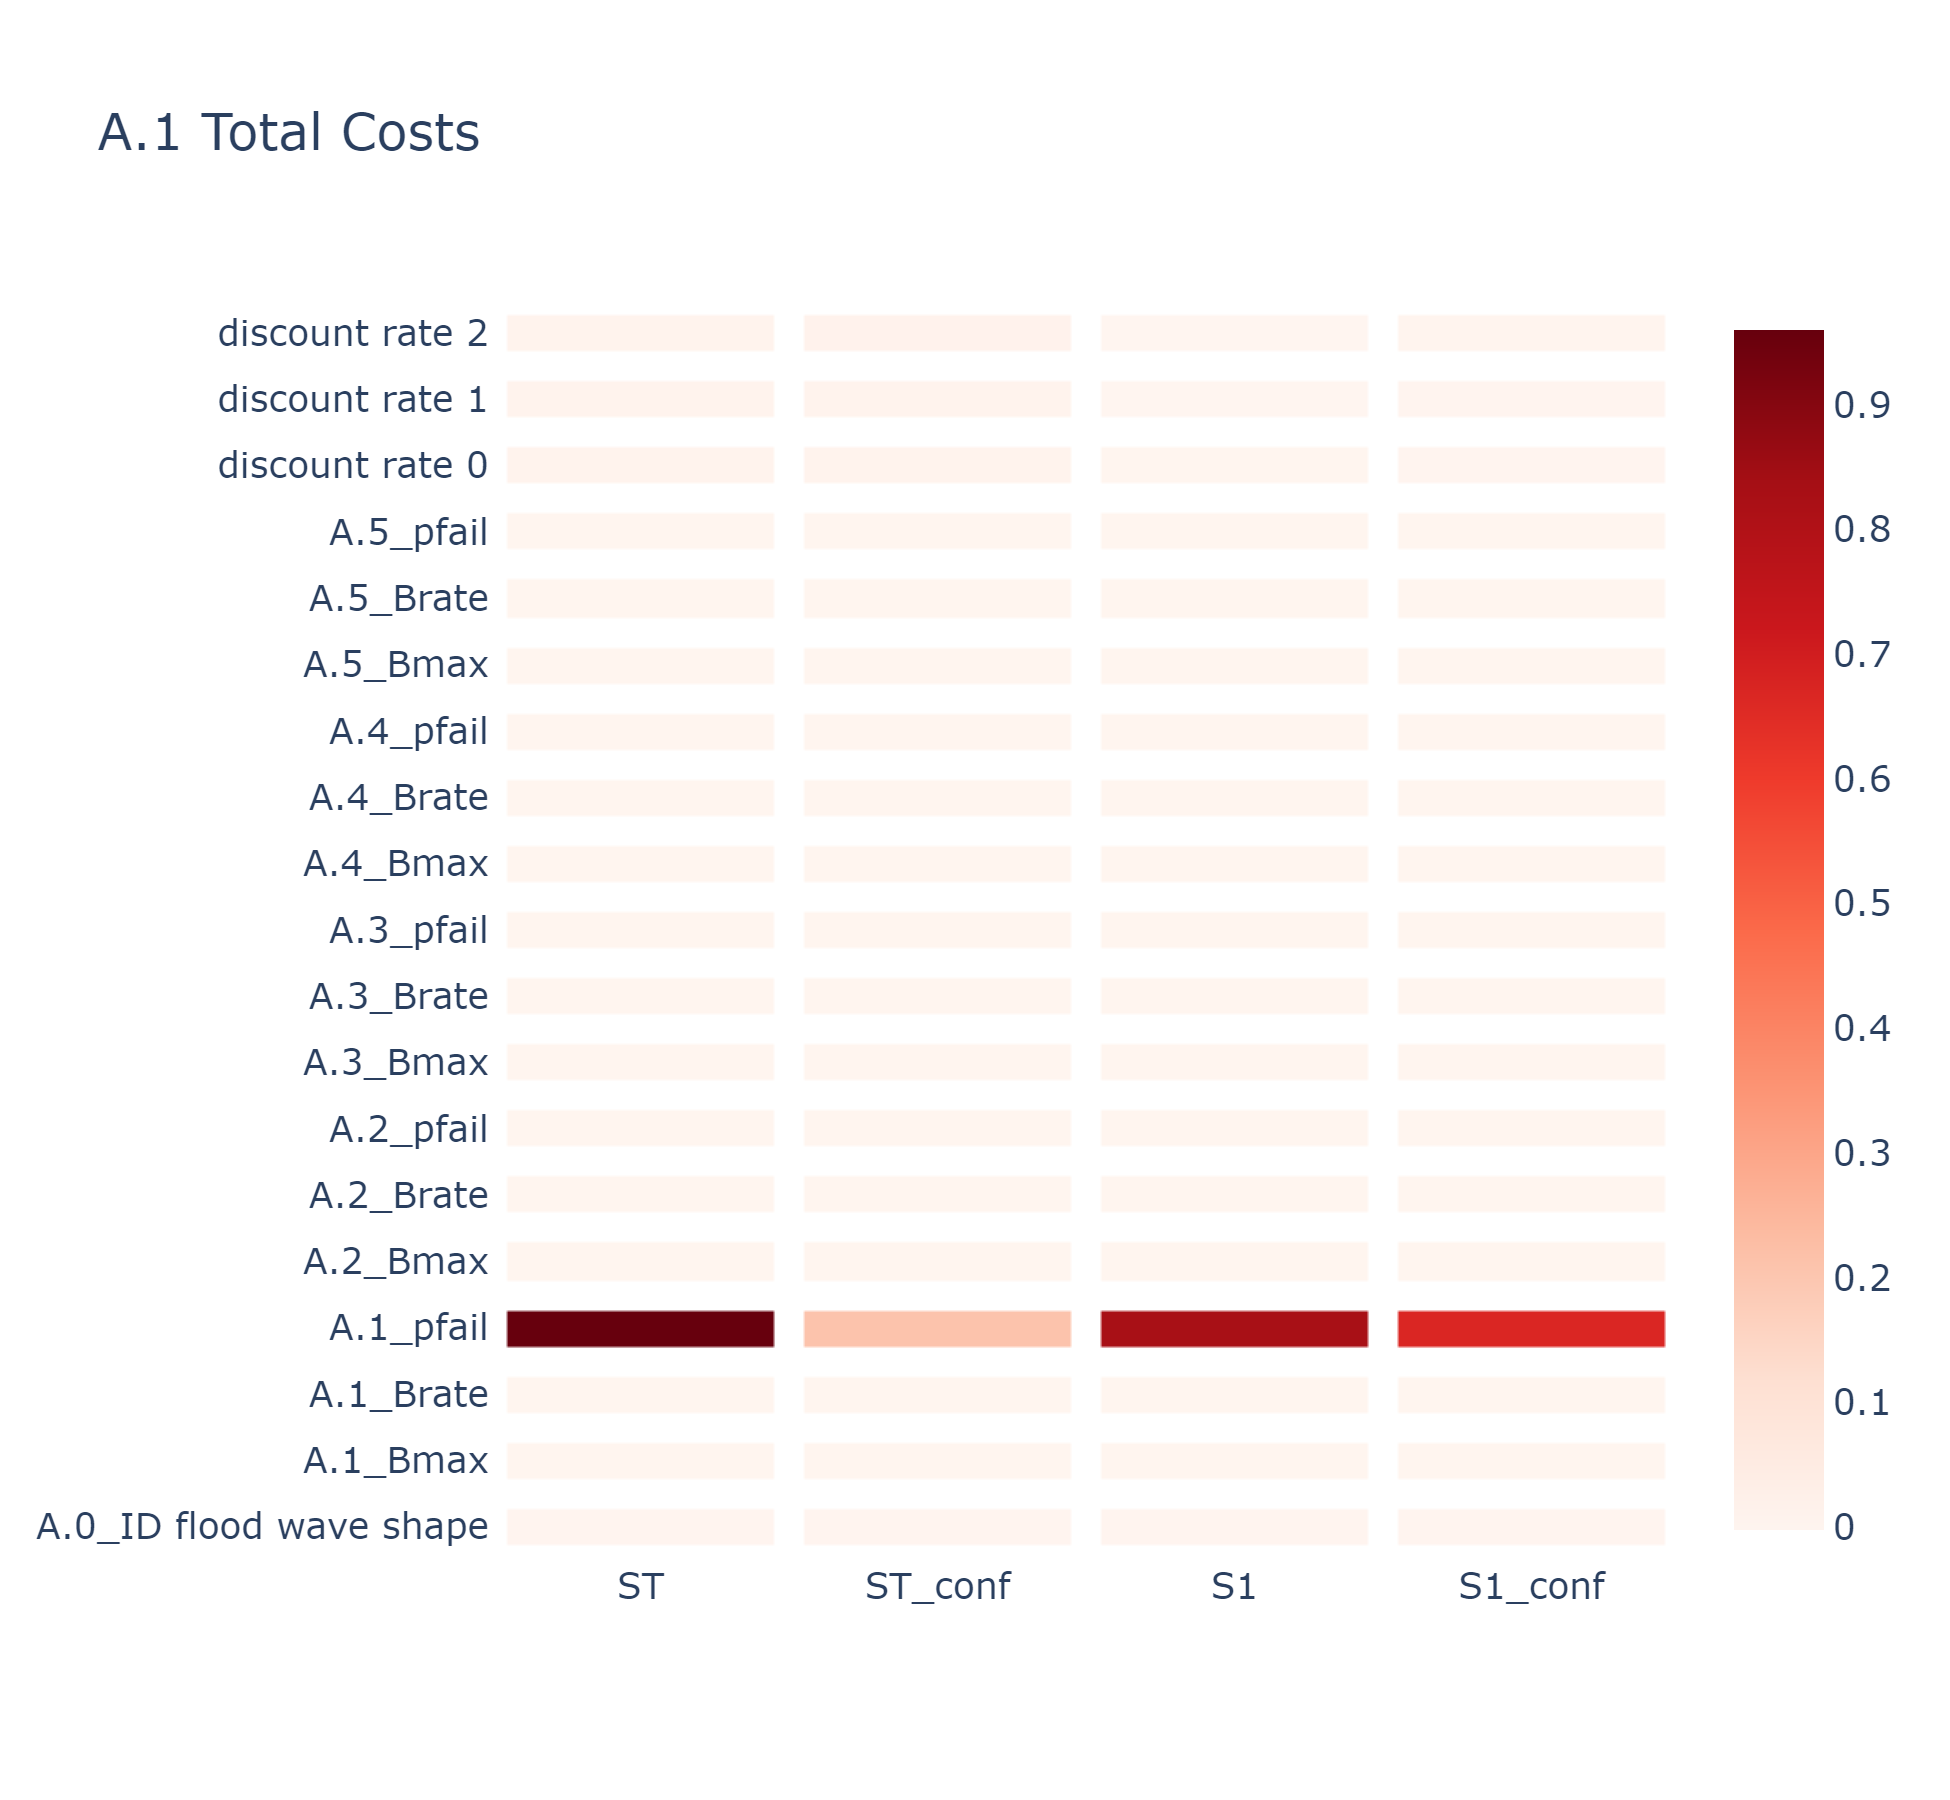 A.1 Total Costs
discount rate 2
discount rate 1
discount rate 0
A.5_pfail
A.5_Brate
A.5_Bmax
A.4_pfail
A.4_Brate
A.4_Bmax
A.3_pfail
A.3_Brate
A.3_Bmax
A.2_pfail
A.2_Brate
A.2_Bmax
A.1_pfail
A.1_Brate
A.1_Bmax
A.0_ID flood wave shape
ST ST_conf S1 S1_conf
0.9
0.8
0.7
0.6
0.5
0.4
0.3
0.2
0.1
0